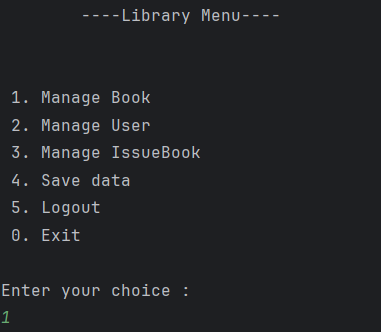 ----Library Menu----
1. Manage Book
2. Manage User
3. Manage IssueBook
4. Save data
5. Logout
0. Exit
Enter your choice :
1